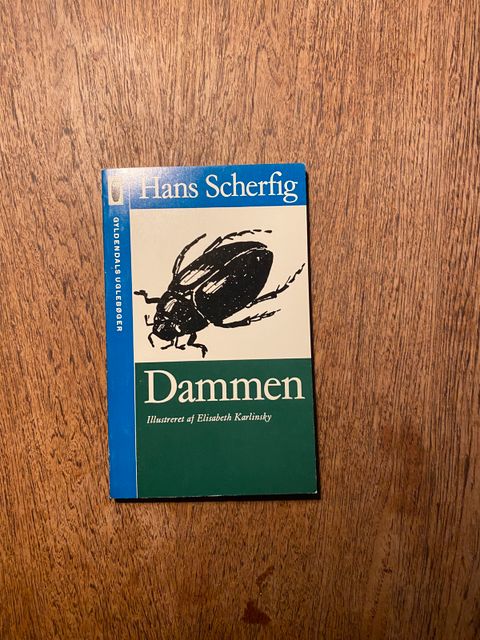 Hans Scherfig
GYLDENDALS UGLEBØGER
Dammen
Illustreret af Elisabeth Karlinsky